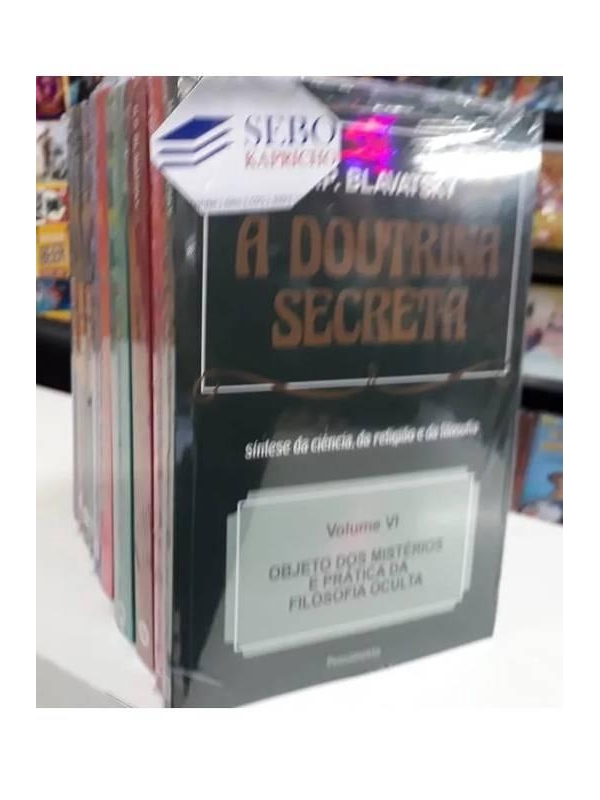 SEBO
KAPRICHO
P. BLAVATSKY
A DOUTRINA
SECRETA
síntese da ciência, da religião e da filosofia
Volume VI
OBJETO DOS MISTÉRIOS
E PRÁTICA DA
FILOSOFIA OCULTA
Pensamento